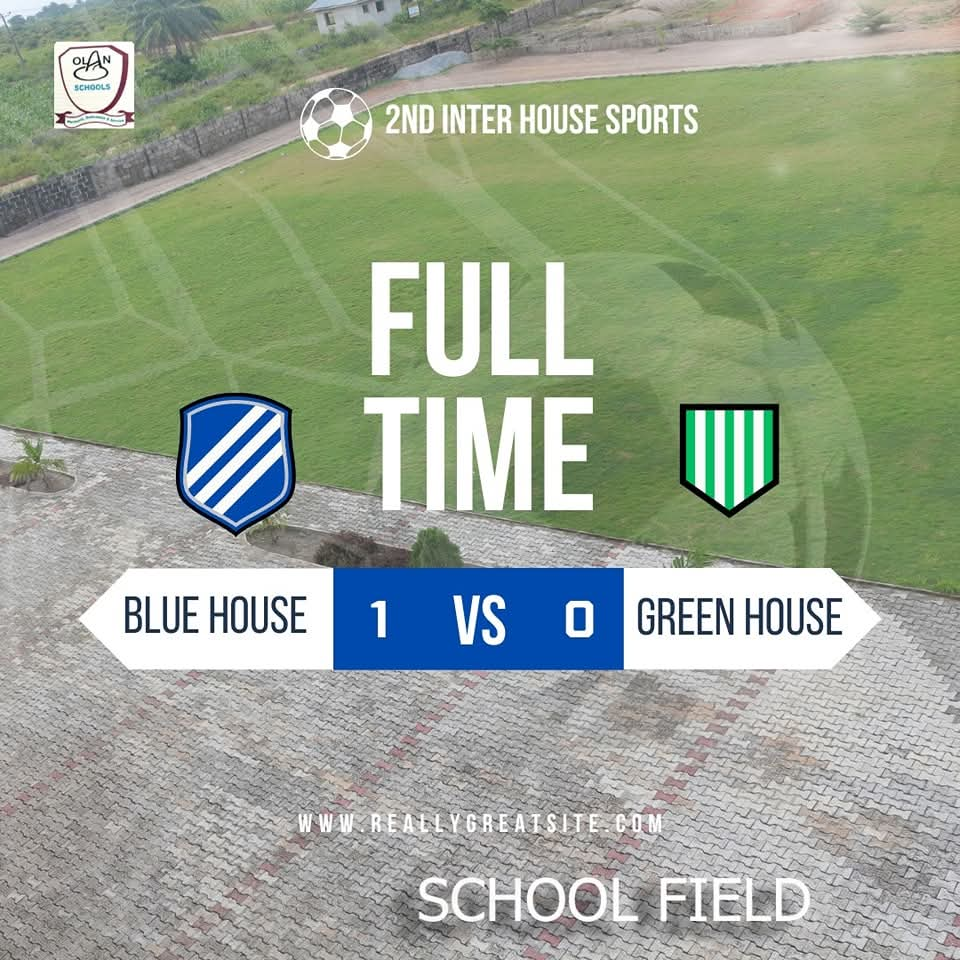 OLAN
SCHOOLS
2ND INTER HOUSE SPORTS
FULL
TIME
BLUE HOUSE 1 VS 0 GREEN HOUSE
WWW.REALLYGREATSITE.COM
SCHOOL FIELD